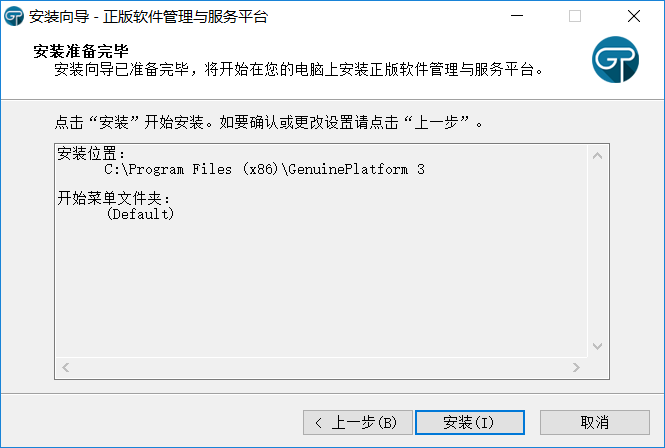 安装向导 - 正版软件管理与服务平台
安装准备完毕
安装向导已准备完毕，将开始在您的电脑上安装正版软件管理与服务平台。
GP
点击“安装”开始安装。如要确认或更改设置请点击“上一步”。
安装位置：
C:\Program Files (x86)\GenuinePlatform 3
开始菜单文件夹：
(Default)
< 上一步(B)
安装(I)
取消